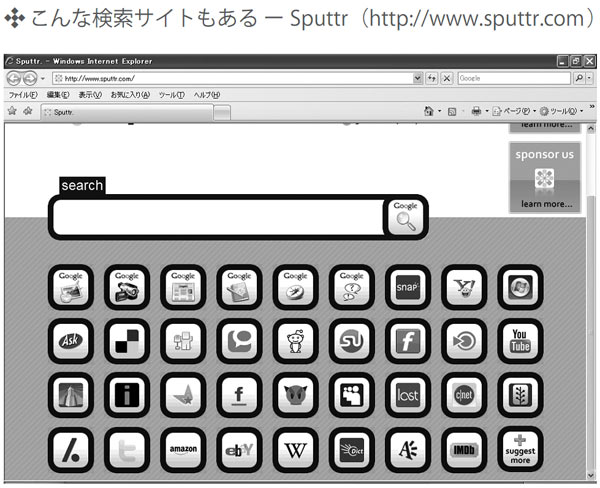 こんな検索サイトもある ー Sputtr（http://www.sputtr.com）
Sputtr. - Windows Internet Explorer
http://www.sputtr.com/
Google
ファイル(F) 編集(E) 表示(V) お気に入り(A) ツール(T) ヘルプ(H)
Sputtr.
ページ(P) ツール(O)
learn more...
sponsor us
learn more...
search
Google
Google Google Google Google Google Google snap Y!
Ask You Tube
i f last c|net
t amazon ebY W Dict A IMDb suggest more